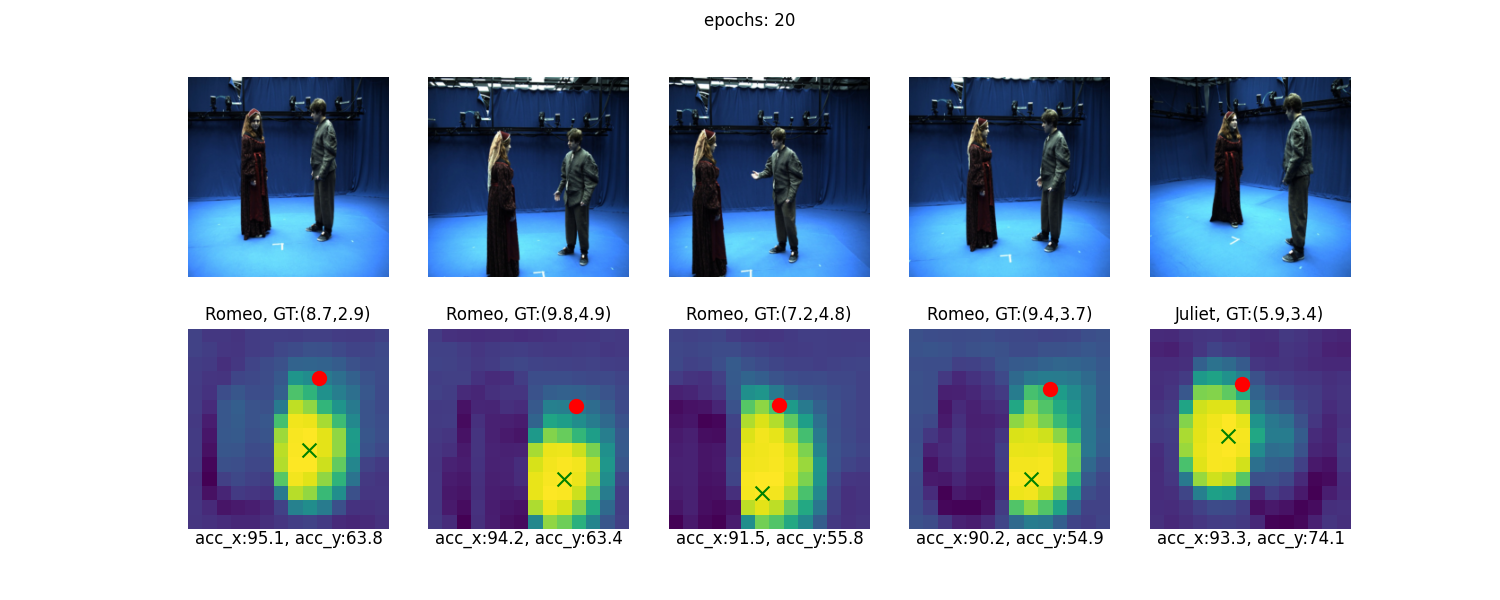 epochs: 20
Romeo, GT:(8.7,2.9)
Romeo, GT:(9.8,4.9)
Romeo, GT:(7.2,4.8)
Romeo, GT:(9.4,3.7)
Juliet, GT:(5.9,3.4)
acc_x:95.1, acc_y:63.8
acc_x:94.2, acc_y:63.4
acc_x:91.5, acc_y:55.8
acc_x:90.2, acc_y:54.9
acc_x:93.3, acc_y:74.1